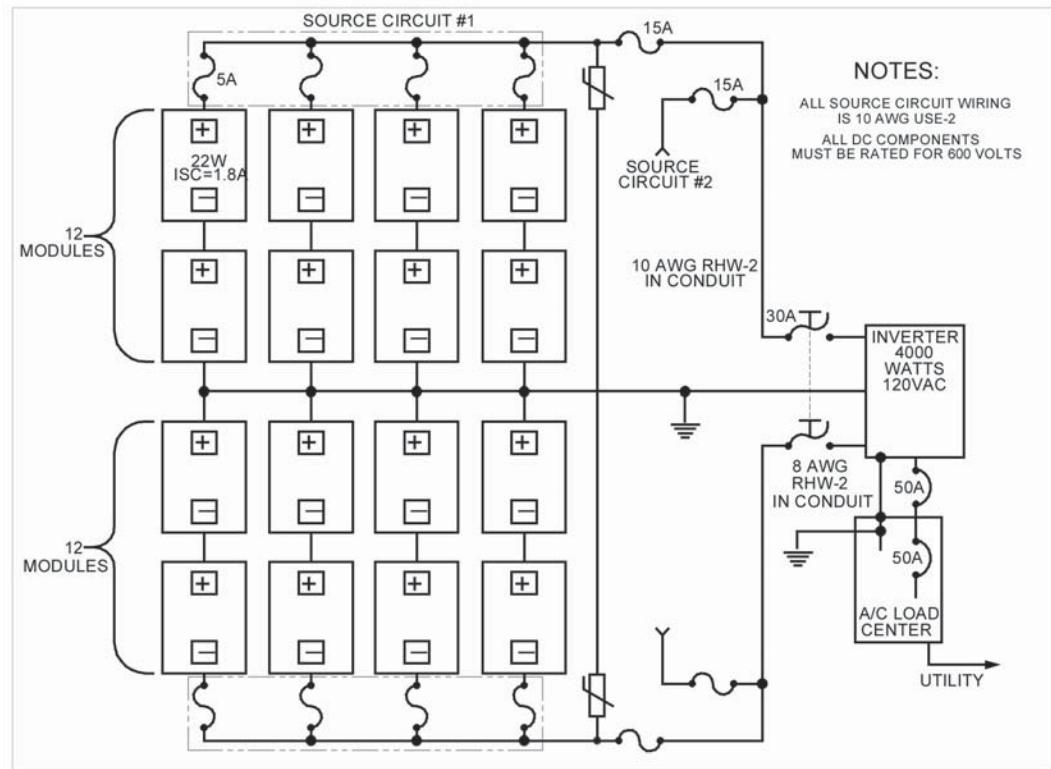 SOURCE CIRCUIT #1
15A
5A
15A
NOTES:
ALL SOURCE CIRCUIT WIRING
IS 10 AWG USE-2
ALL DC COMPONENTS
MUST BE RATED FOR 600 VOLTS
+
+
+
+
22W
ISC=1.8A
SOURCE
CIRCUIT #2
12
MODULES
+
+
+
+
10 AWG RHW-2
IN CONDUIT
30A
INVERTER
4000
WATTS
120VAC
+
+
+
+
8 AWG
RHW-2
IN CONDUIT
50A
12
MODULES
50A
+
+
+
+
A/C LOAD
CENTER
UTILITY